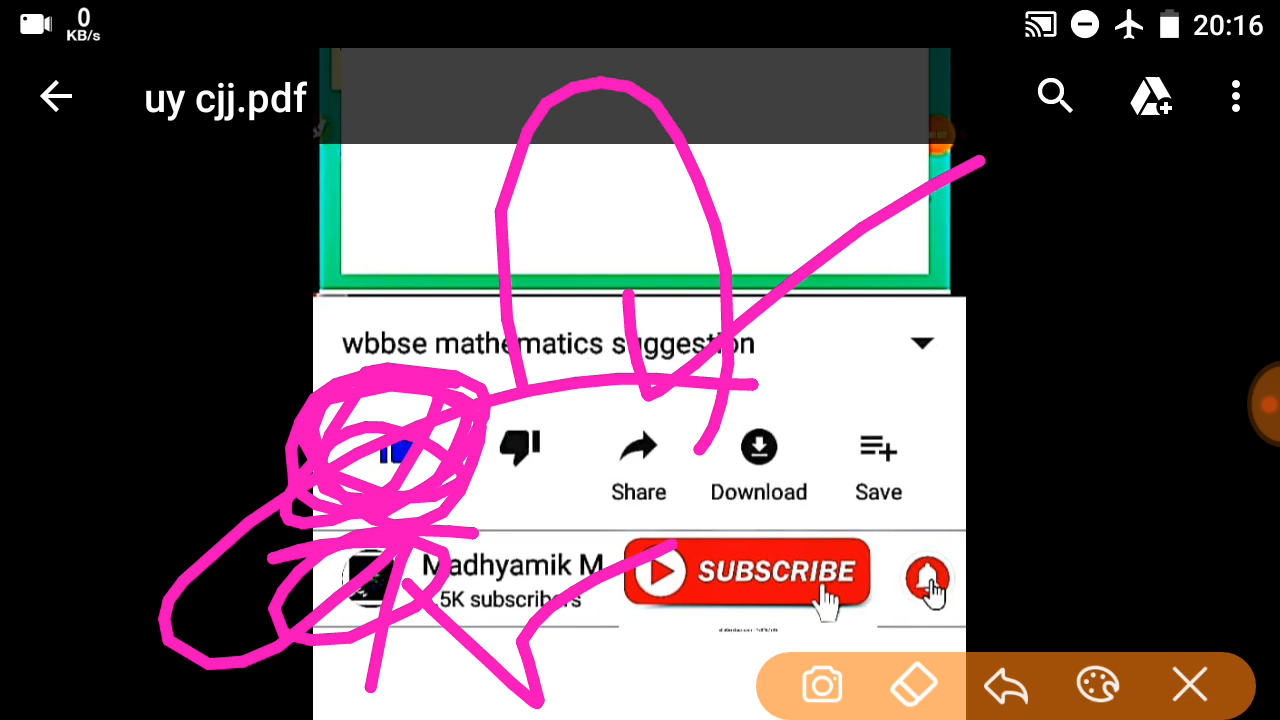 0
KB/s
20:16
uy cjj.pdf
wbbse mathematics suggestion
Share Download Save
Madhyamik M
.5K subscribers
SUBSCRIBE